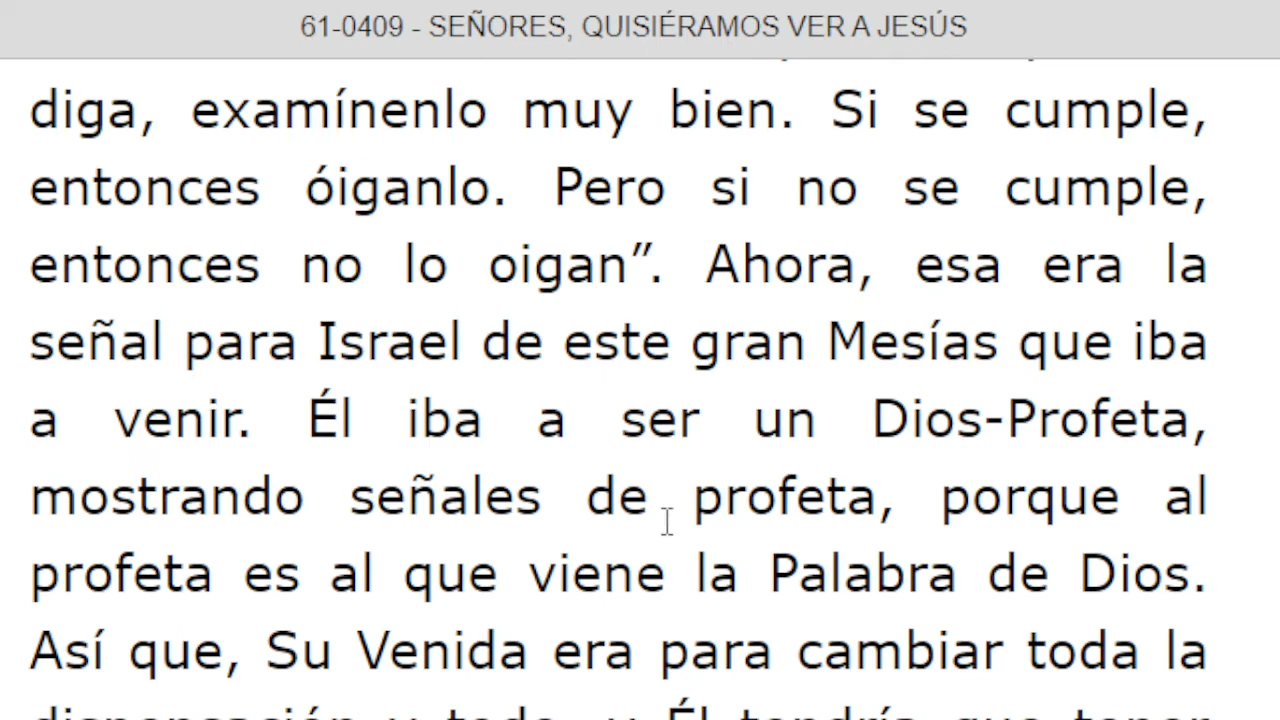 61-0409 - SEÑORES, QUISIÉRAMOS VER A JESÚS
diga, examínenlo muy bien. Si se cumple,
entonces óiganlo. Pero si no se cumple,
entonces no lo oigan”. Ahora, esa era la
señal para Israel de este gran Mesías que iba
a venir. Él iba a ser un Dios-Profeta,
mostrando señales de profeta, porque al
profeta es al que viene la Palabra de Dios.
Así que, Su Venida era para cambiar toda la